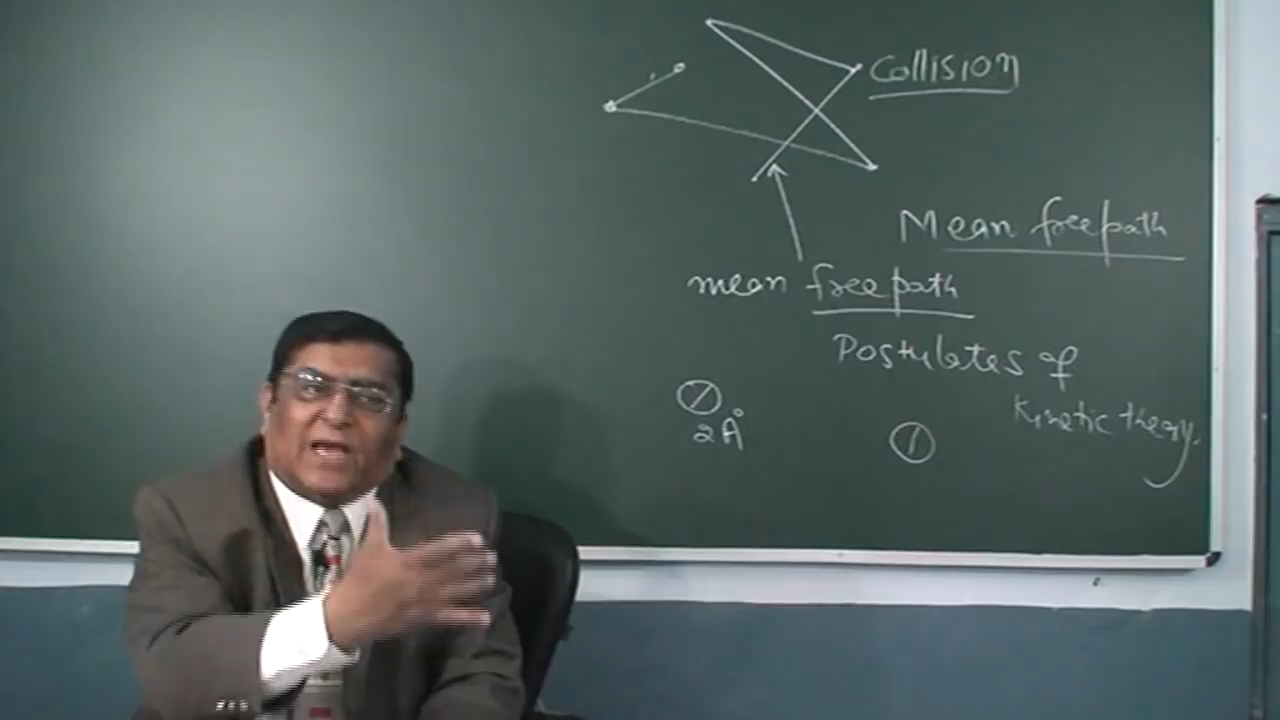 Collision
Mean free path
mean free path
Postulates of
Kinetic theory.
2Å